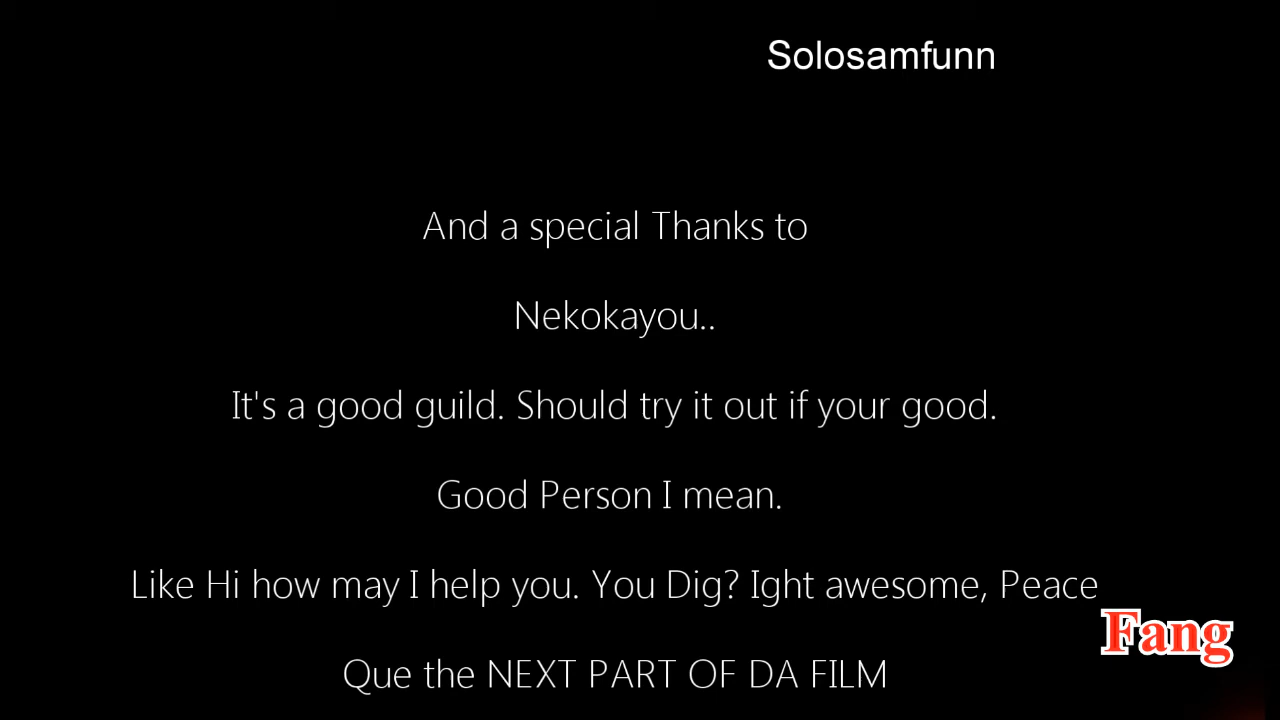 Solosamfunn
And a special Thanks to
Nekokayou..
It's a good guild. Should try it out if your good.
Good Person I mean.
Like Hi how may I help you. You Dig? Ight awesome, Peace
Fang
Que the NEXT PART OF DA FILM